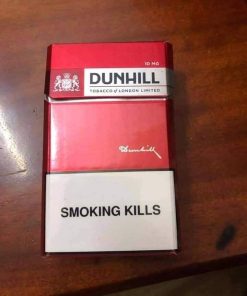 10 MG
DUNHILL
TOBACCO of LONDON LIMITED
Dunhill
SMOKING KILLS